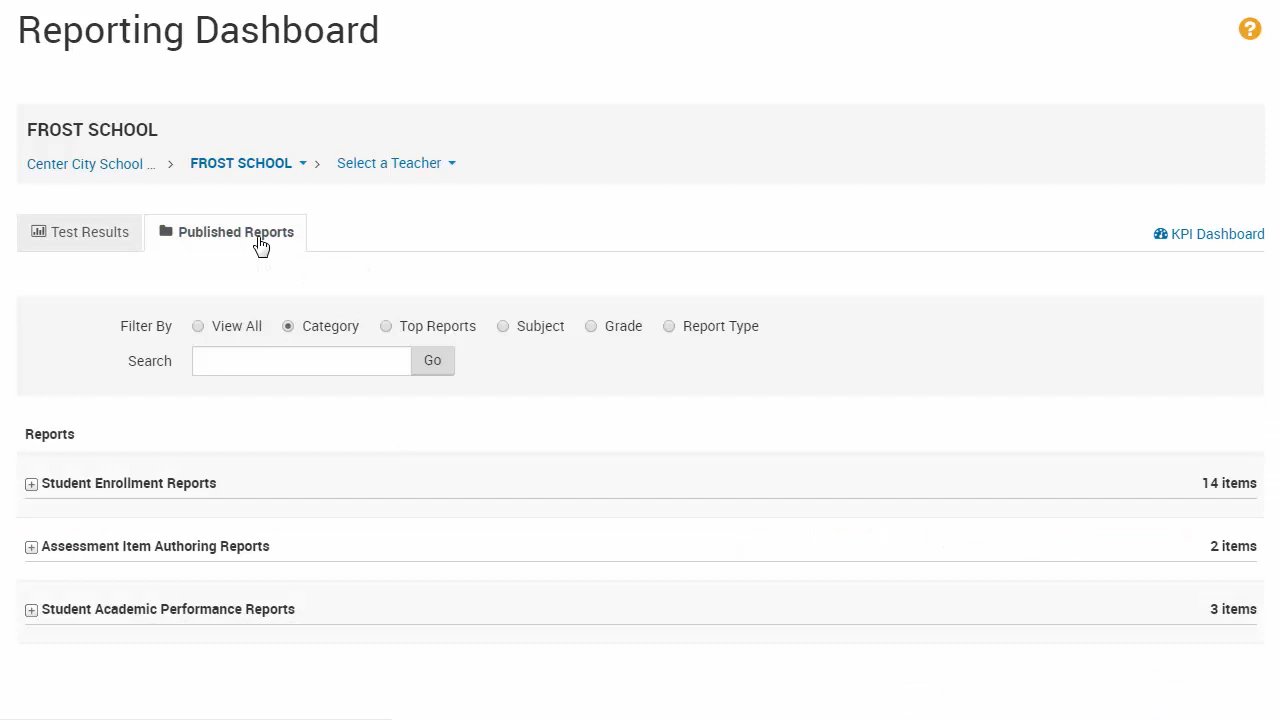 Reporting Dashboard
?
FROST SCHOOL
Center City School ... > FROST SCHOOL > Select a Teacher
Test Results Published Reports KPI Dashboard
Filter By View All Category Top Reports Subject Grade Report Type
Search Go
Reports
Student Enrollment Reports 14 items
Assessment Item Authoring Reports 2 items
Student Academic Performance Reports 3 items